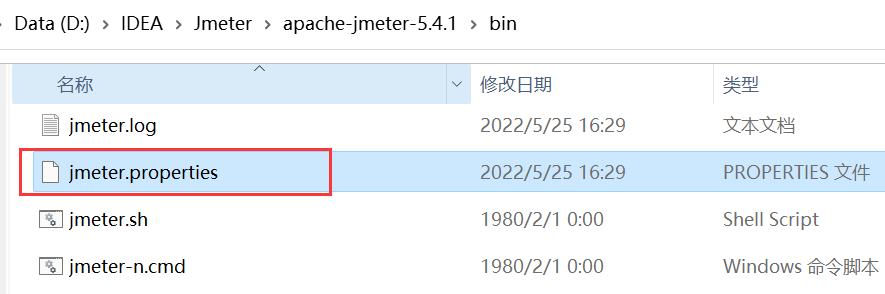 Data (D:) › IDEA › Jmeter › apache-jmeter-5.4.1 › bin
名称 修改日期 类型
jmeter.log 2022/5/25 16:29 文本文档
jmeter.properties 2022/5/25 16:29 PROPERTIES 文件
jmeter.sh 1980/2/1 0:00 Shell Script
jmeter-n.cmd 1980/2/1 0:00 Windows 命令脚本